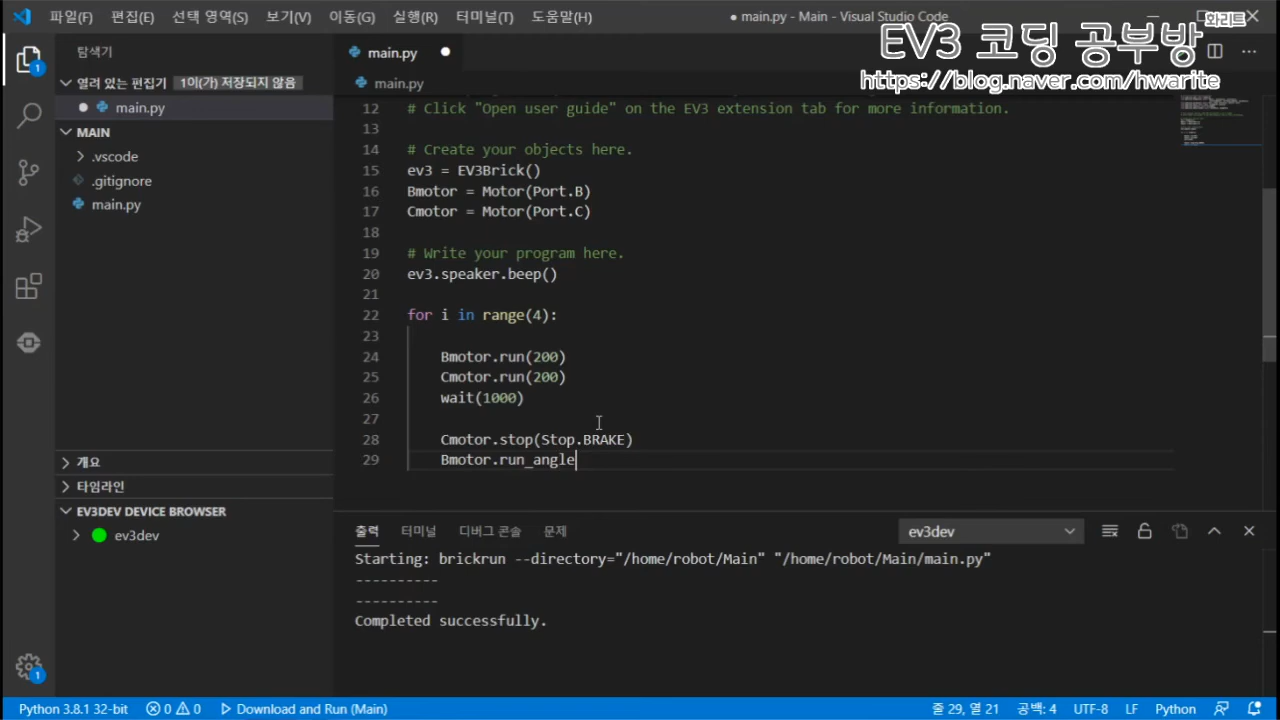 파일(F) 편집(E) 선택 영역(S) 보기(V) 이동(G) 실행(R) 터미널(T) 도움말(H)
● main.py - Main - Visual Studio Code
화리트
EV3 코딩 공부방
https://blog.naver.com/hwarite
탐색기
열려 있는 편집기 1이(가) 저장되지 않음
main.py
MAIN
.vscode
.gitignore
main.py
개요
타임라인
EV3DEV DEVICE BROWSER
ev3dev
main.py
main.py
12 # Click "Open user guide" on the EV3 extension tab for more information.
13
14 # Create your objects here.
15 ev3 = EV3Brick()
16 Bmotor = Motor(Port.B)
17 Cmotor = Motor(Port.C)
18
19 # Write your program here.
20 ev3.speaker.beep()
21
22 for i in range(4):
23
24 Bmotor.run(200)
25 Cmotor.run(200)
26 wait(1000)
27
28 Cmotor.stop(Stop.BRAKE)
29 Bmotor.run_angle
출력 터미널 디버그 콘솔 문제
ev3dev
Starting: brickrun --directory="/home/robot/Main" "/home/robot/Main/main.py"
----------
----------
Completed successfully.
1
1
Python 3.8.1 32-bit 0 0 Download and Run (Main) 줄 29, 열 21 공백: 4 UTF-8 LF Python